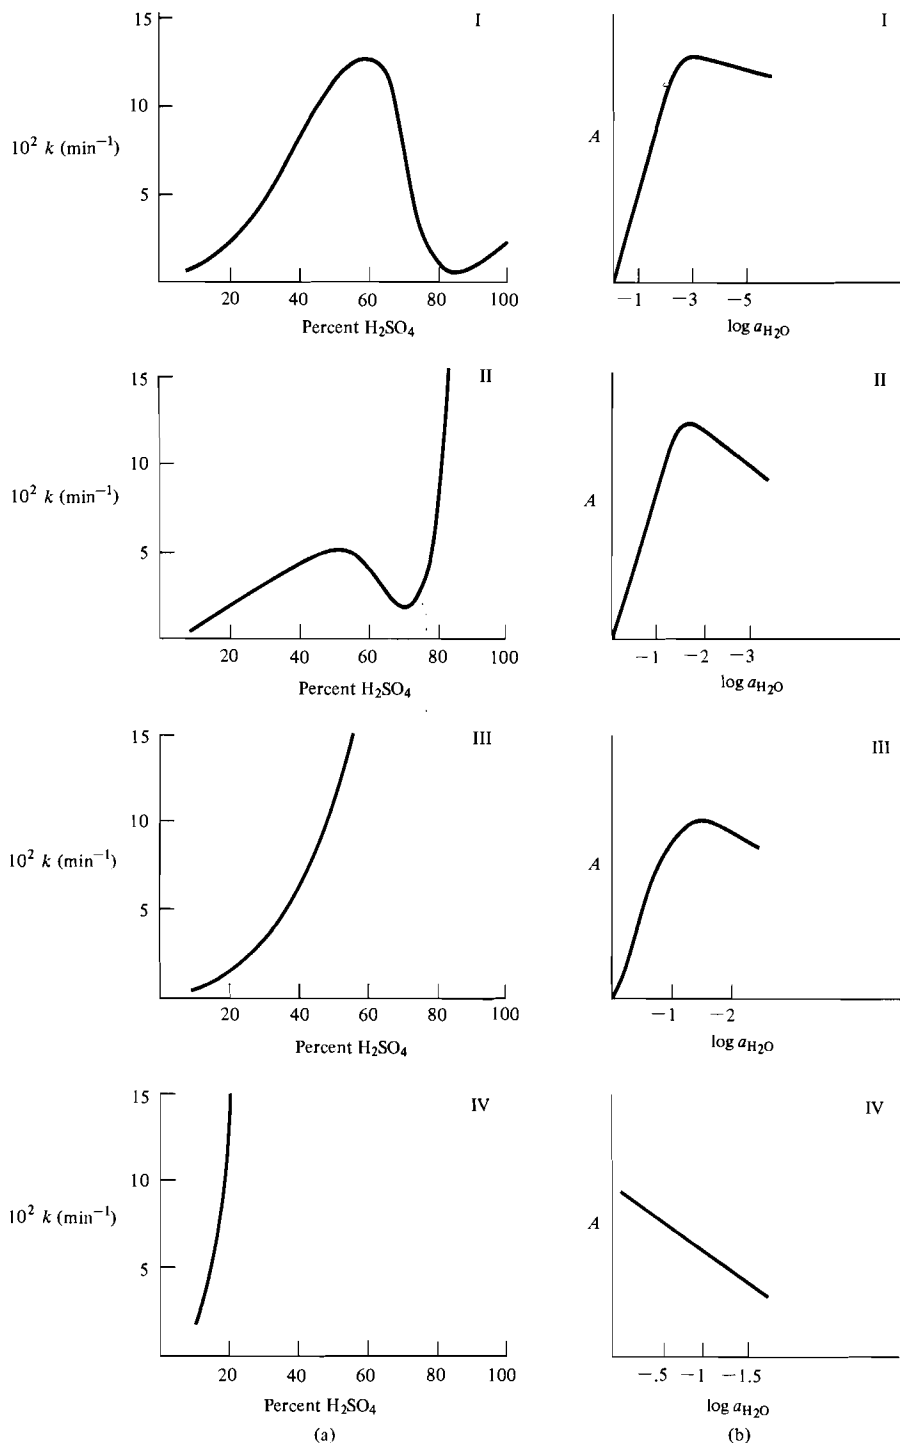 15
I
10
10² k (min⁻¹)
5
20 40 60 80 100
Percent H₂SO₄
I
A
−1 −3 −5
log a_H₂O
15
II
10
10² k (min⁻¹)
5
20 40 60 80 100
Percent H₂SO₄
II
A
−1 −2 −3
log a_H₂O
15
III
10
10² k (min⁻¹)
5
20 40 60 80 100
Percent H₂SO₄
III
A
−1 −2
log a_H₂O
15
IV
10
10² k (min⁻¹)
5
20 40 60 80 100
Percent H₂SO₄
(a)
IV
A
−.5 −1 −1.5
log a_H₂O
(b)